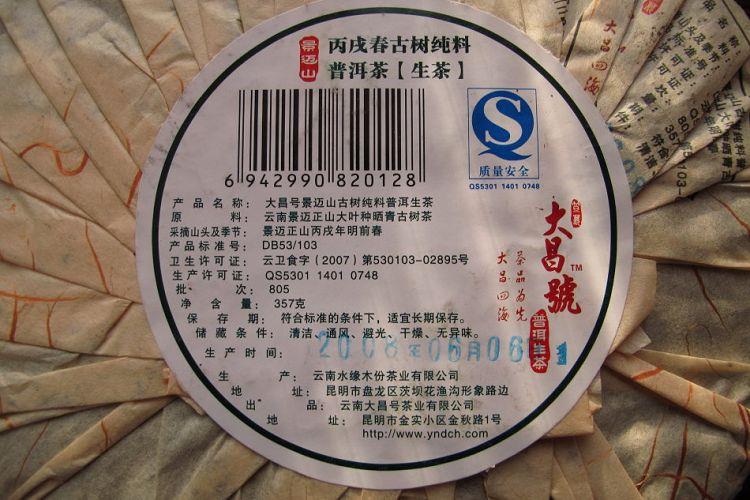 景迈山
丙戌春古树纯料
普洱茶【生茶】
6 942990 820128
质量安全
QS5301 1401 0748
产品名称：大昌号景迈山古树纯料普洱生茶
原料：云南景迈正山大叶种晒青古树茶
采摘山头及季节：景迈正山丙戌年明前春
产品标准号：DB53/103
卫生许可证：云卫食字（2007）第530103-02895号
生产许可证：QS5301 1401 0748
批次：805
净含量：357克
保存期：符合标准的条件下，适宜长期保存。
储藏条件：清洁、通风、避光、干燥、无异味。
生产时间：2008年06月06日
生产：云南水缘木份茶业有限公司
地址：昆明市盘龙区茨坝花渔沟形象路边
出品：云南大昌号茶业有限公司
地址：昆明市金实小区金秋路1号
http://www.yndch.com
大昌號™
茶品为先
大昌四海
普洱生茶